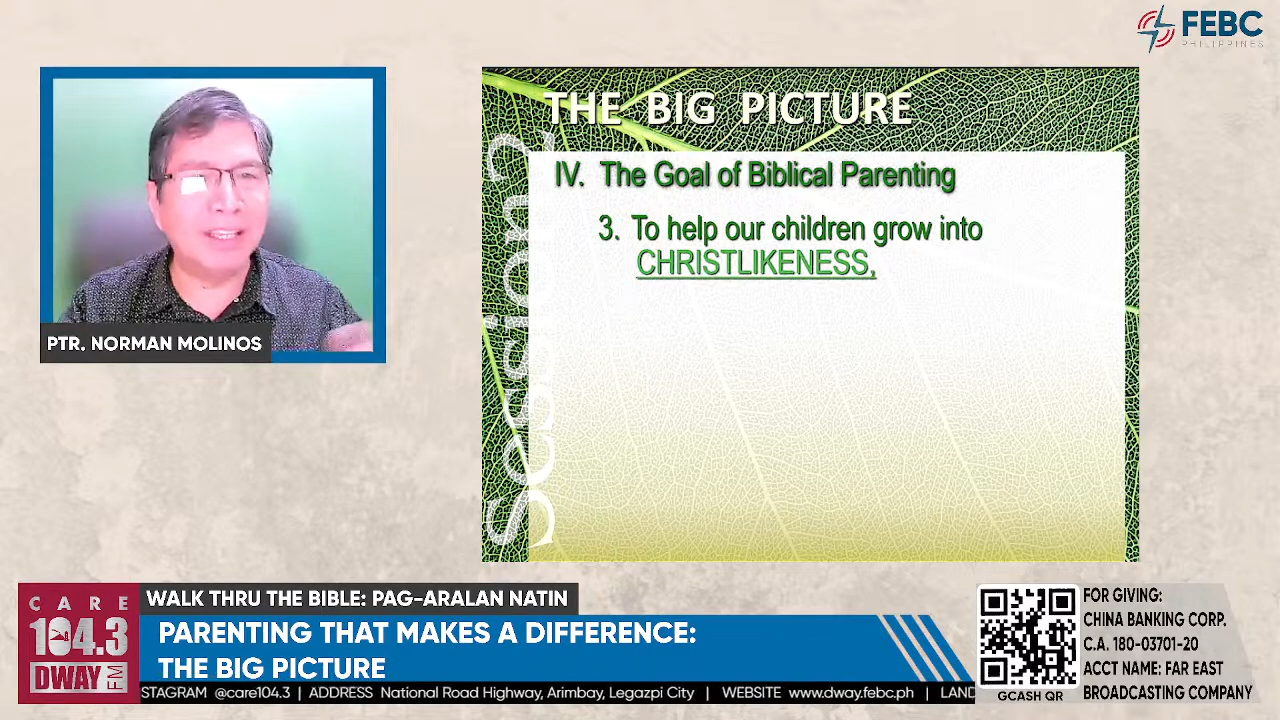 FEBC
PHILIPPINES
THE BIG PICTURE
IV. The Goal of Biblical Parenting
3. To help our children grow into
CHRISTLIKENESS,
PTR. NORMAN MOLINOS
CARE
104.3
DWAY FM
WALK THRU THE BIBLE: PAG-ARALAN NATIN
PARENTING THAT MAKES A DIFFERENCE:
THE BIG PICTURE
STAGRAM @care104.3 | ADDRESS National Road Highway, Arimbay, Legazpi City | WEBSITE www.dway.febc.ph | LAND
GCASH QR
FOR GIVING:
CHINA BANKING CORP.
C.A. 180-03701-20
ACCT NAME: FAR EAST
BROADCASTING COMPANY